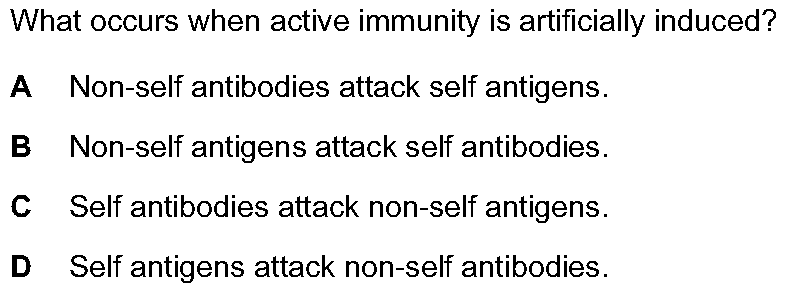 What occurs when active immunity is artificially induced?
A Non-self antibodies attack self antigens.
B Non-self antigens attack self antibodies.
C Self antibodies attack non-self antigens.
D Self antigens attack non-self antibodies.